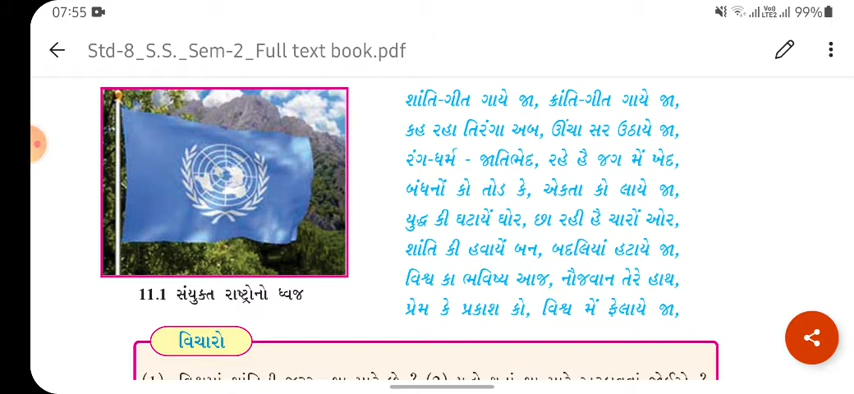 07:55
99%
Std-8_S.S._Sem-2_Full text book.pdf
શાંતિ-ગીત ગાયે જા, ક્રાંતિ-ગીત ગાયે જા,
કહ રહા તિરંગા અબ, ઊંચા સર ઉઠાયે જા,
રંગ-ધર્મ - જાતિભેદ, રહે હૈ જગ મેં ખેદ,
બંધનોં કો તોડ કે, એકતા કો લાયે જા,
યુદ્ધ કી ઘટાયેં ઘોર, છા રહી હૈ ચારોં ઓર,
શાંતિ કી હવાયેં બન, બદલિયાં હટાયે જા,
વિશ્વ કા ભવિષ્ય આજ, નૌજવાન તેરે હાથ,
પ્રેમ કે પ્રકાશ કો, વિશ્વ મેં ફેલાયે જા,
11.1 સંયુક્ત રાષ્ટ્રોનો ધ્વજ
વિચારો